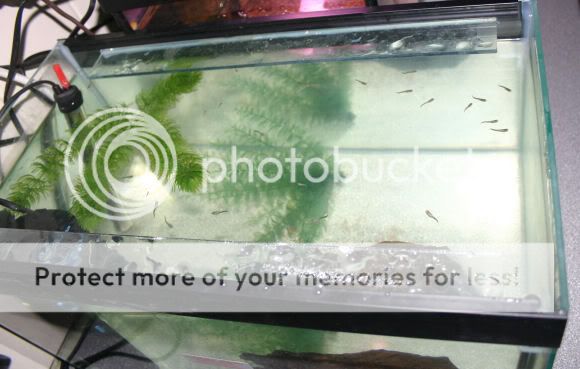 photobucket
Protect more of your memories for less!